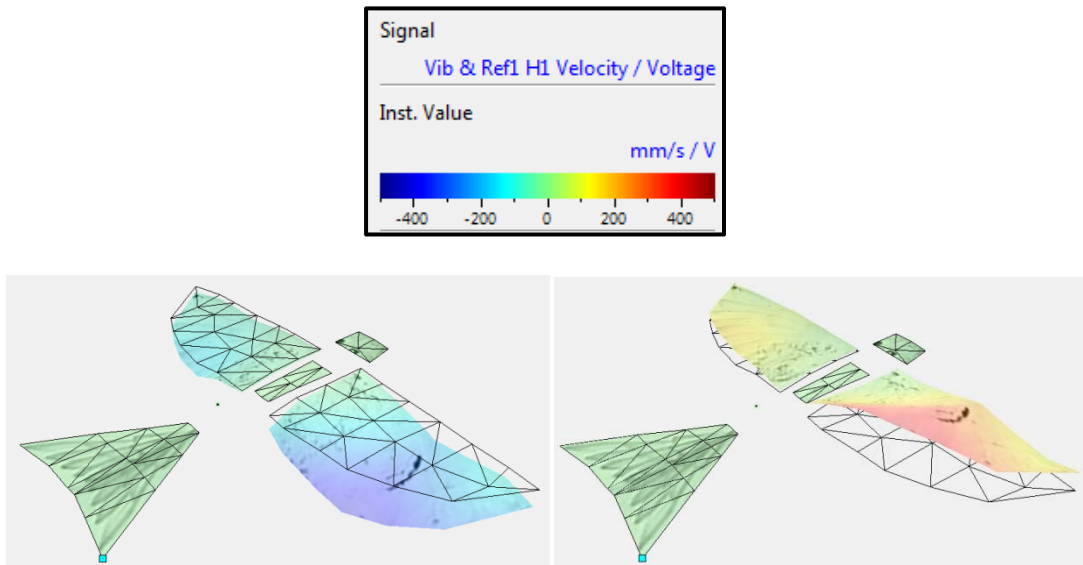 Signal
Vib & Ref1 H1 Velocity / Voltage
Inst. Value
mm/s / V
-400 -200 0 200 400